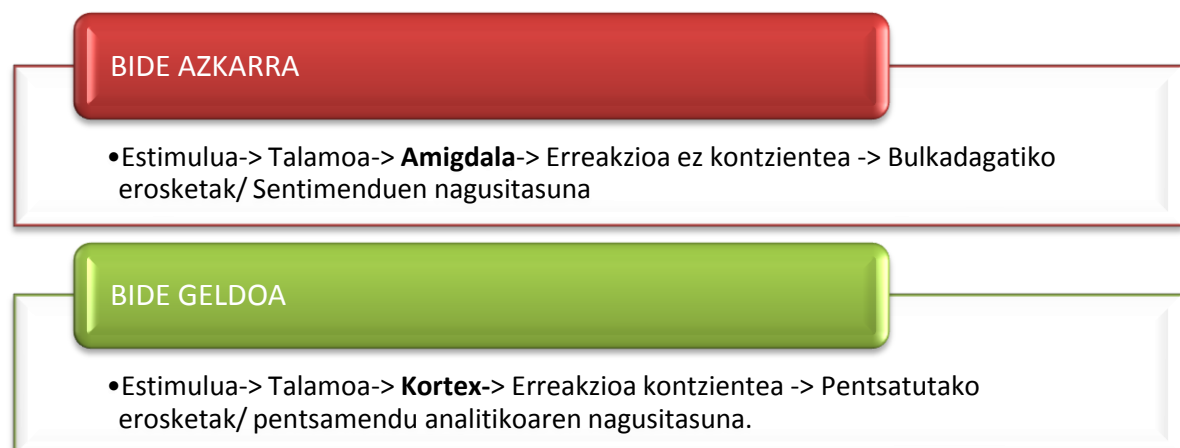 BIDE AZKARRA
•Estimulua-> Talamoa-> Amigdala-> Erreakzioa ez kontzientea -> Bulkadagatiko
erosketak/ Sentimenduen nagusitasuna
BIDE GELDOA
•Estimulua-> Talamoa-> Kortex-> Erreakzioa kontzientea -> Pentsatutako
erosketak/ pentsamendu analitikoaren nagusitasuna.